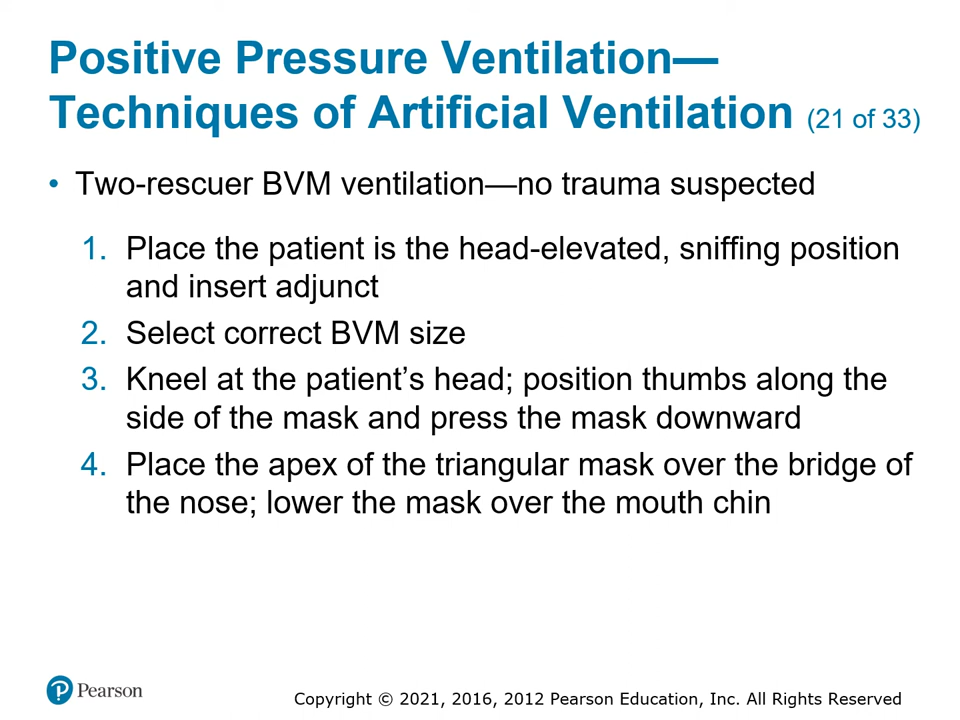 Positive Pressure Ventilation—
Techniques of Artificial Ventilation (21 of 33)
• Two-rescuer BVM ventilation—no trauma suspected
1. Place the patient is the head-elevated, sniffing position
and insert adjunct
2. Select correct BVM size
3. Kneel at the patient’s head; position thumbs along the
side of the mask and press the mask downward
4. Place the apex of the triangular mask over the bridge of
the nose; lower the mask over the mouth chin
Pearson
Copyright © 2021, 2016, 2012 Pearson Education, Inc. All Rights Reserved